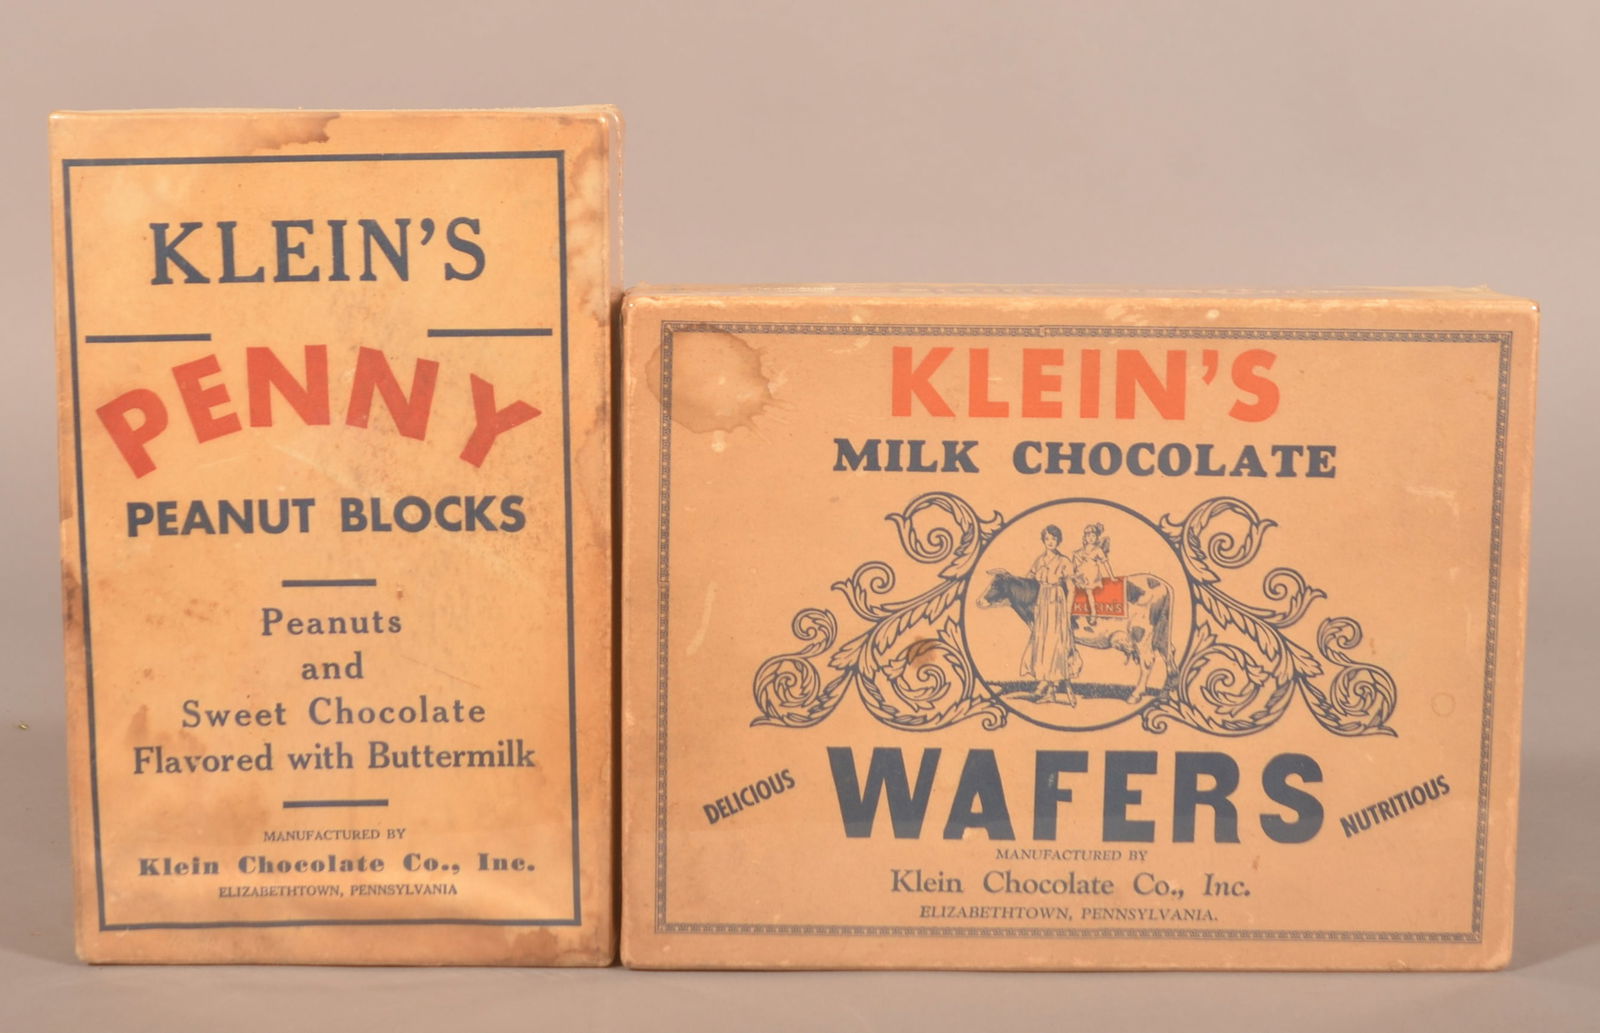 KLEIN'S
PENNY
PEANUT BLOCKS
Peanuts
and
Sweet Chocolate
Flavored with Buttermilk
MANUFACTURED BY
Klein Chocolate Co., Inc.
ELIZABETHTOWN, PENNSYLVANIA
KLEIN'S
MILK CHOCOLATE
KLEIN'S
DELICIOUS
WAFERS
NUTRITIOUS
MANUFACTURED BY
Klein Chocolate Co., Inc.
ELIZABETHTOWN, PENNSYLVANIA.